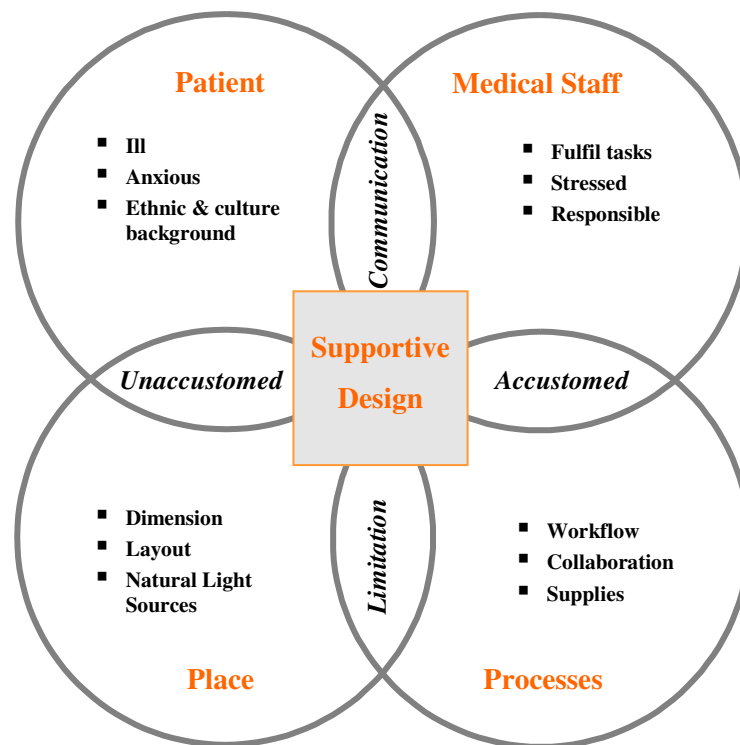 Patient
Ill
Anxious
Ethnic & culture
background
Medical Staff
Fulfil tasks
Stressed
Responsible
Communication
Unaccustomed
Supportive
Design
Accustomed
Limitation
Dimension
Layout
Natural Light
Sources
Place
Workflow
Collaboration
Supplies
Processes